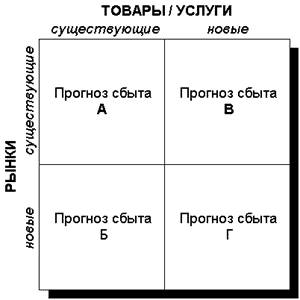 ТОВАРЫ / УСЛУГИ
существующие новые
РЫНКИ
существующие
новые
Прогноз сбыта Прогноз сбыта
А В
Прогноз сбыта Прогноз сбыта
Б Г